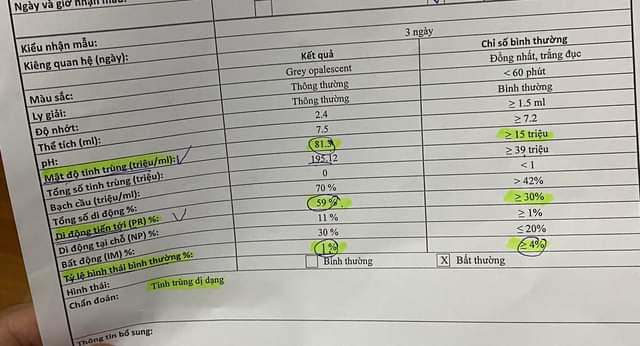 Ngày và giờ nhận mẫu:
Kiểu nhận mẫu:
Kiêng quan hệ (ngày): 3 ngày
Kết quả Chỉ số bình thường
Màu sắc: Grey opalescent Đồng nhất, trắng đục
Ly giải: Thông thường < 60 phút
Độ nhớt: Thông thường Bình thường
Thể tích (ml): 2.4 ≥ 1.5 ml
pH: 7.5 ≥ 7.2
Mật độ tinh trùng (triệu/ml): 81.3 ≥ 15 triệu
Tổng số tinh trùng (triệu): 195.12 ≥ 39 triệu
Bạch cầu (triệu/ml): 0 < 1
Tổng số di động %: 70 % > 42%
Di động tiến tới (PR) %: 59 % ≥ 30%
Di động tại chỗ (NP) %: 11 % ≥ 1%
Bất động (IM) %: 30 % ≤ 20%
Tỷ lệ hình thái bình thường %: 1 % ≥ 4%
Hình thái: Bình thường X Bất thường
Chẩn đoán: Tinh trùng dị dạng
Thông tin bổ sung: